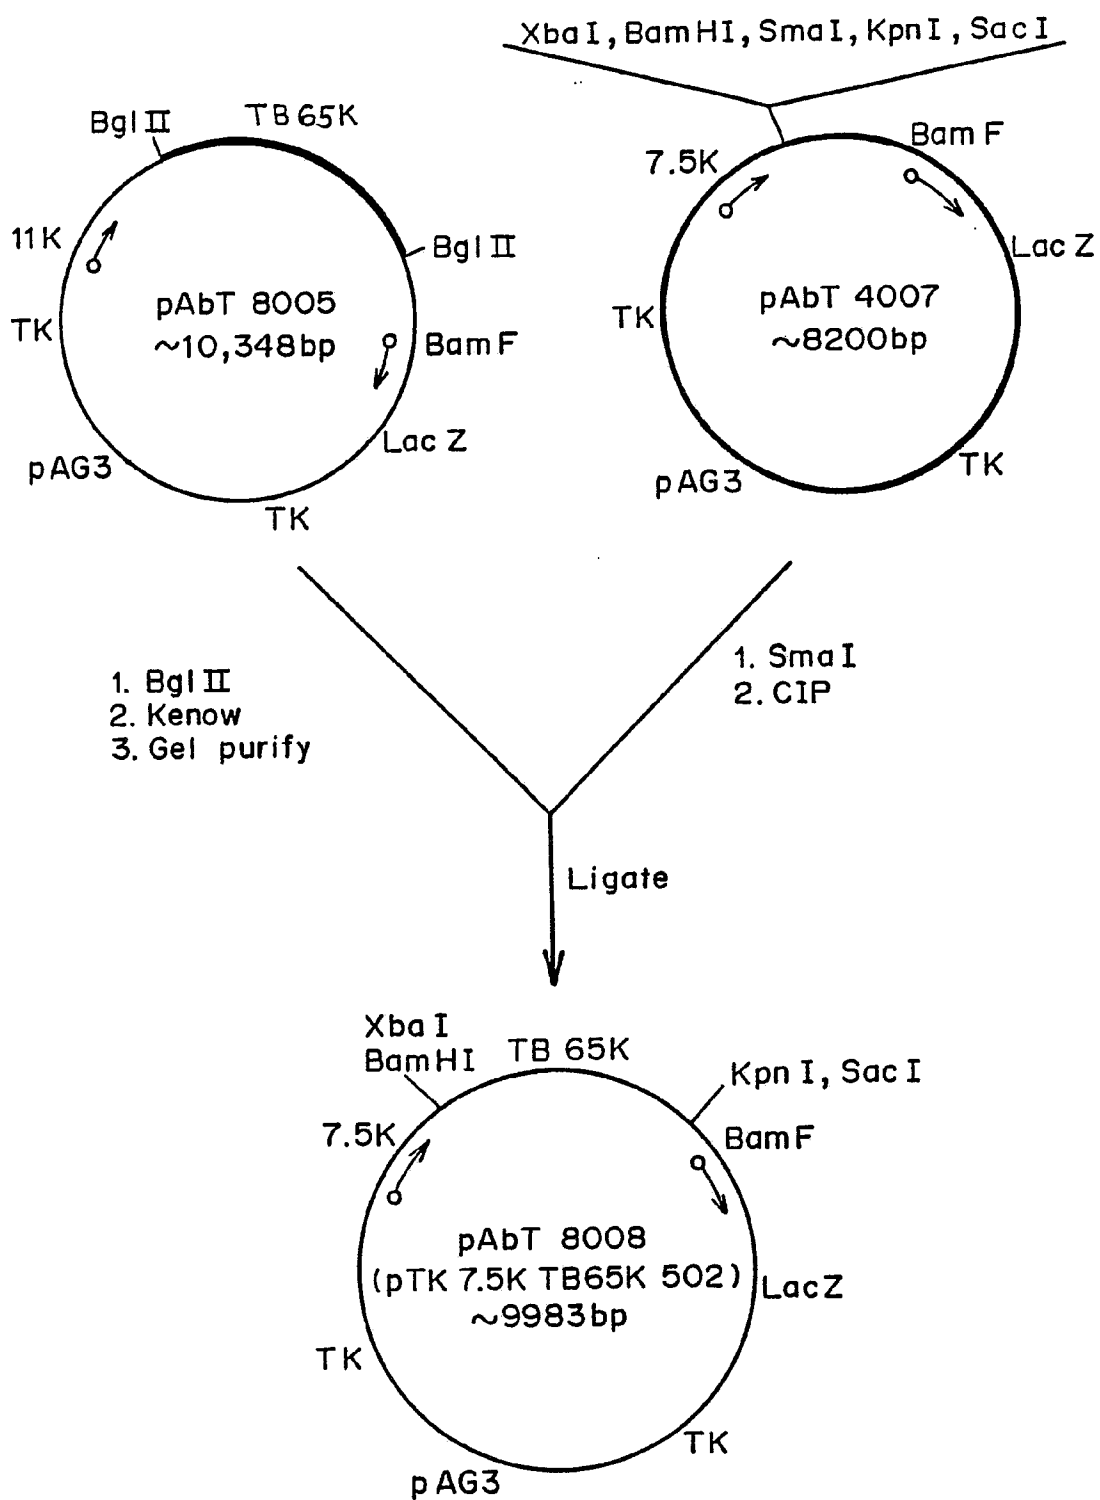 XbaI, BamHI, SmaI, KpnI, SacI
BglII
TB 65K
11K
BglII
pAbT 8005
~10,348bp
TK
BamF
LacZ
pAG3
TK
7.5K
BamF
LacZ
pAbT 4007
~8200bp
TK
TK
pAG3
1. BglII
2. Kenow
3. Gel purify
1. SmaI
2. CIP
Ligate
XbaI
BamHI
TB 65K
KpnI, SacI
7.5K
BamF
pAbT 8008
(pTK 7.5K TB65K 502)
~9983bp
LacZ
TK
TK
pAG3